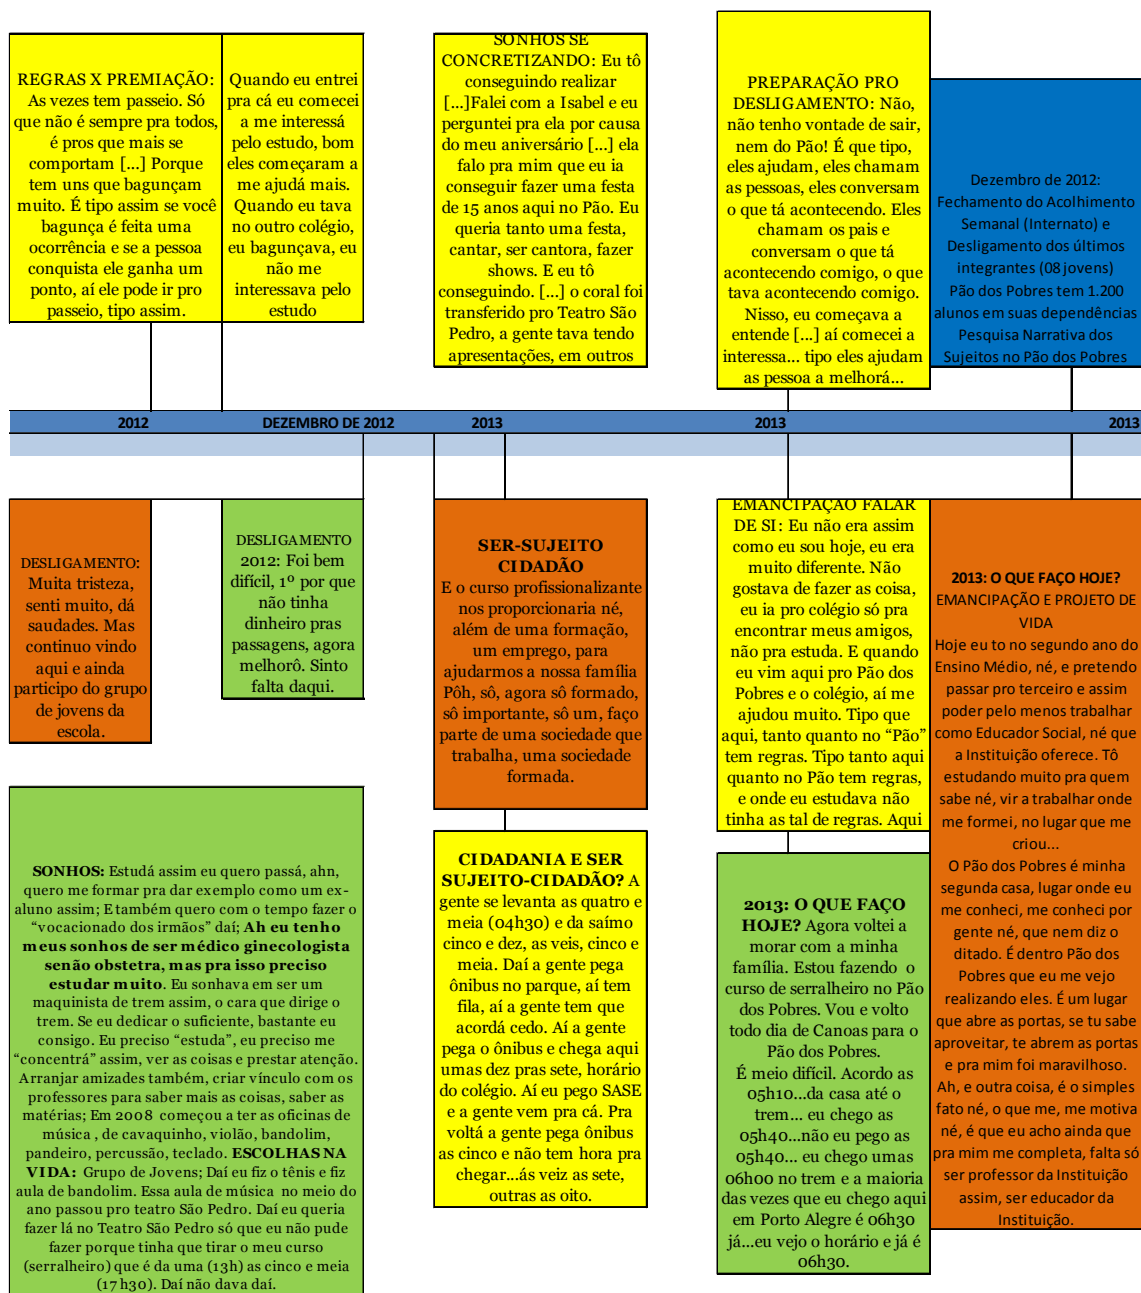 REGRAS X PREMIAÇÃO:
As vezes tem passeio. Só
que não é sempre pra todos,
é pros que mais se
comportam [...] Porque
tem uns que bagunçam
muito. É tipo assim se você
bagunça é feita uma
ocorrência e se a pessoa
conquista ele ganha um
ponto, aí ele pode ir pro
passeio, tipo assim.
Quando eu entrei
pra cá eu comecei
a me interessá
pelo estudo, bom
eles começaram a
me ajudá mais.
Quando eu tava
no outro colégio,
eu bagunçava, eu
não me
interessava pelo
estudo
SONHOS SE
CONCRETIZANDO: Eu tô
conseguindo realizar
[...]Falei com a Isabel e eu
perguntei pra ela por causa
do meu aniversário [...] ela
falo pra mim que eu ia
conseguir fazer uma festa
de 15 anos aqui no Pão. Eu
queria tanto uma festa,
cantar, ser cantora, fazer
shows. E eu tô
conseguindo. [...] o coral foi
transferido pro Teatro São
Pedro, a gente tava tendo
apresentações, em outros
PREPARAÇÃO PRO
DESLIGAMENTO: Não,
não tenho vontade de sair,
nem do Pão! É que tipo,
eles ajudam, eles chamam
as pessoas, eles conversam
o que tá acontecendo. Eles
chamam os pais e
conversam o que tá
acontecendo comigo, o que
tava acontecendo comigo.
Nisso, eu começava a
entende [...] aí comecei a
interessa... tipo eles ajudam
as pessoa a melhorá...
Dezembro de 2012:
Fechamento do Acolhimento
Semanal (Internato) e
Desligamento dos últimos
integrantes (08 jovens)
Pão dos Pobres tem 1.200
alunos em suas dependências
Pesquisa Narrativa dos
Sujeitos no Pão dos Pobres
2012 DEZEMBRO DE 2012 2013 2013 2013
DESLIGAMENTO:
Muita tristeza,
senti muito, dá
saudades. Mas
continuo vindo
aqui e ainda
participo do grupo
de jovens da
escola.
DESLIGAMENTO
2012: Foi bem
difícil, 1º por que
não tinha
dinheiro pras
passagens, agora
melhorô. Sinto
falta daqui.
SER-SUJEITO
CIDADÃO
E o curso profissionalizante
nos proporcionaria né,
além de uma formação,
um emprego, para
ajudarmos a nossa família
Pôh, sô, agora sô formado,
sô importante, sô um, faço
parte de uma sociedade que
trabalha, uma sociedade
formada.
EMANCIPAÇÃO FALAR
DE SI: Eu não era assim
como eu sou hoje, eu era
muito diferente. Não
gostava de fazer as coisa,
eu ia pro colégio só pra
encontrar meus amigos,
não pra estuda. E quando
eu vim aqui pro Pão dos
Pobres e o colégio, aí me
ajudou muito. Tipo que
aqui, tanto quanto no “Pão”
tem regras. Tipo tanto aqui
quanto no Pão tem regras,
e onde eu estudava não
tinha as tal de regras. Aqui
2013: O QUE FAÇO HOJE?
EMANCIPAÇÃO E PROJETO DE
VIDA
Hoje eu to no segundo ano do
Ensino Médio, né, e pretendo
passar pro terceiro e assim
poder pelo menos trabalhar
como Educador Social, né que
a Instituição oferece. Tô
estudando muito pra quem
sabe né, vir a trabalhar onde
me formei, no lugar que me
criou...
O Pão dos Pobres é minha
segunda casa, lugar onde eu
me conheci, me conheci por
gente né, que nem diz o
ditado. É dentro Pão dos
Pobres que eu me vejo
realizando eles. É um lugar
que abre as portas, se tu sabe
aproveitar, te abrem as portas
e pra mim foi maravilhoso.
Ah, e outra coisa, é o simples
fato né, o que me, me motiva
né, é que eu acho ainda que
pra mim me completa, falta só
ser professor da Instituição
assim, ser educador da
Instituição.
SONHOS: Estudá assim eu quero passá, ahn,
quero me formar pra dar exemplo como um ex-
aluno assim; E também quero com o tempo fazer o
“vocacionado dos irmãos” daí; Ah eu tenho
meus sonhos de ser médico ginecologista
senão obstetra, mas pra isso preciso
estudar muito. Eu sonhava em ser um
maquinista de trem assim, o cara que dirige o
trem. Se eu dedicar o suficiente, bastante eu
consigo. Eu preciso “estuda”, eu preciso me
“concentrá” assim, ver as coisas e prestar atenção.
Arranjar amizades também, criar vínculo com os
professores para saber mais as coisas, saber as
matérias; Em 2008 começou a ter as oficinas de
música , de cavaquinho, violão, bandolim,
pandeiro, percussão, teclado. ESCOLHAS NA
VIDA: Grupo de Jovens; Daí eu fiz o tênis e fiz
aula de bandolim. Essa aula de música no meio do
ano passou pro teatro São Pedro. Daí eu queria
fazer lá no Teatro São Pedro só que eu não pude
fazer porque tinha que tirar o meu curso
(serralheiro) que é da uma (13h) as cinco e meia
(17h30). Daí não dava daí.
CIDADANIA E SER
SUJEITO-CIDADÃO? A
gente se levanta as quatro e
meia (04h30) e da saímo
cinco e dez, as veis, cinco e
meia. Daí a gente pega
ônibus no parque, aí tem
fila, aí a gente tem que
acordá cedo. Aí a gente
pega o ônibus e chega aqui
umas dez pras sete, horário
do colégio. Aí eu pego SASE
e a gente vem pra cá. Pra
voltá a gente pega ônibus
as cinco e não tem hora pra
chegar...ás veiz as sete,
outras as oito.
2013: O QUE FAÇO
HOJE? Agora voltei a
morar com a minha
família. Estou fazendo o
curso de serralheiro no Pão
dos Pobres. Vou e volto
todo dia de Canoas para o
Pão dos Pobres.
É meio difícil. Acordo as
05h10...da casa até o
trem... eu chego as
05h40...não eu pego as
05h40... eu chego umas
06h00 no trem e a maioria
das vezes que eu chego aqui
em Porto Alegre é 06h30
já...eu vejo o horário e já é
06h30.